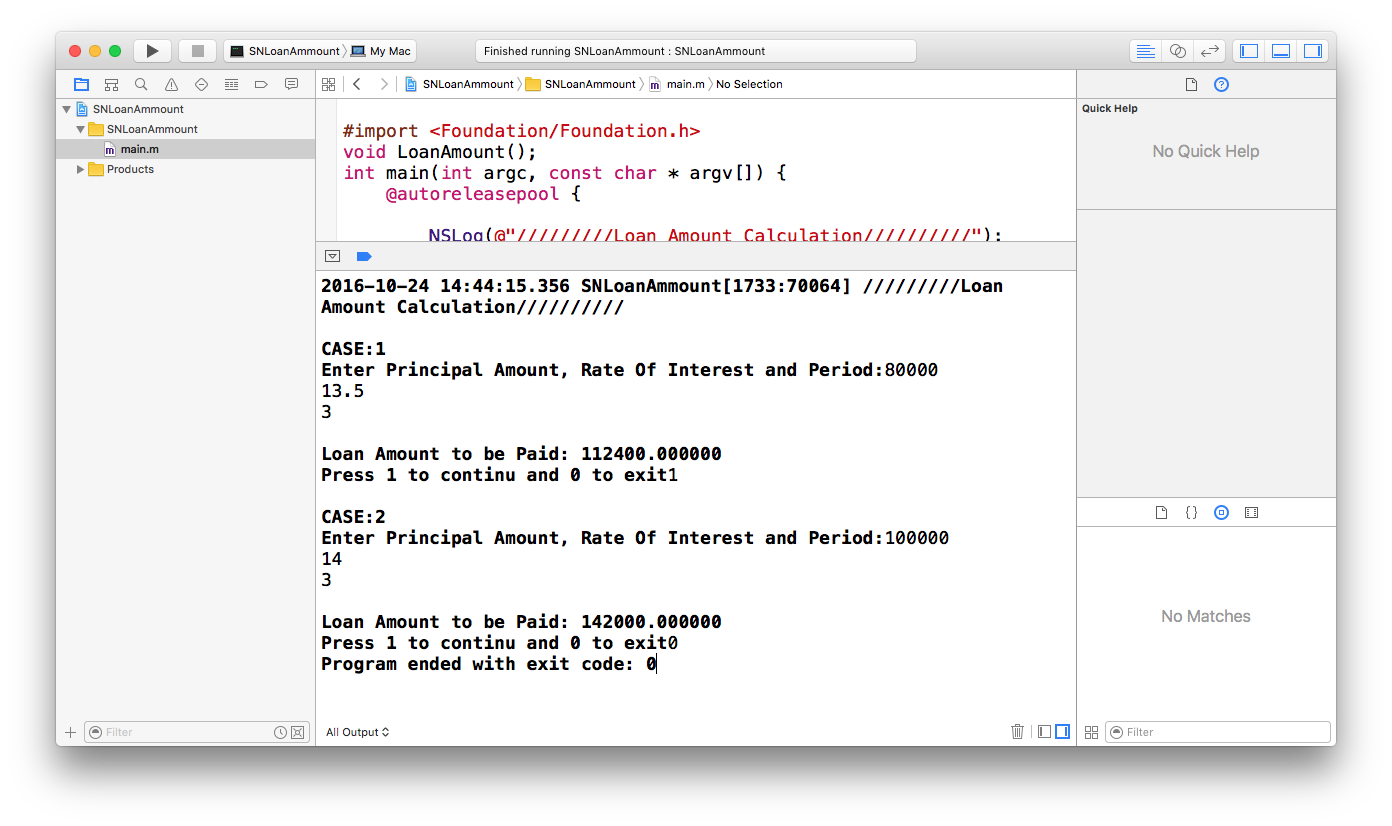 SNLoanAmmount
My Mac
Finished running SNLoanAmmount : SNLoanAmmount
SNLoanAmmount
SNLoanAmmount
main.m
No Selection
SNLoanAmmount
SNLoanAmmount
main.m
Products
#import <Foundation/Foundation.h>
void LoanAmount();
int main(int argc, const char * argv[]) {
@autoreleasepool {
NSLog(@"/////////Loan Amount Calculation//////////");
2016-10-24 14:44:15.356 SNLoanAmmount[1733:70064] /////////Loan
Amount Calculation//////////
CASE:1
Enter Principal Amount, Rate Of Interest and Period:80000
13.5
3
Loan Amount to be Paid: 112400.000000
Press 1 to continu and 0 to exit1
CASE:2
Enter Principal Amount, Rate Of Interest and Period:100000
14
3
Loan Amount to be Paid: 142000.000000
Press 1 to continu and 0 to exit0
Program ended with exit code: 0
Quick Help
No Quick Help
No Matches
Filter
All Output
Filter